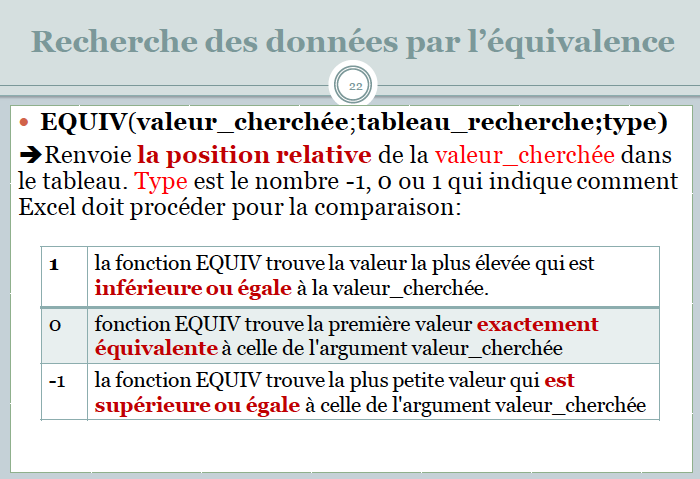 Recherche des données par l’équivalence
22
• EQUIV(valeur_cherchée;tableau_recherche;type)
➔Renvoie la position relative de la valeur_cherchée dans
le tableau. Type est le nombre -1, 0 ou 1 qui indique comment
Excel doit procéder pour la comparaison:
1 la fonction EQUIV trouve la valeur la plus élevée qui est
inférieure ou égale à la valeur_cherchée.
0 fonction EQUIV trouve la première valeur exactement
équivalente à celle de l'argument valeur_cherchée
-1 la fonction EQUIV trouve la plus petite valeur qui est
supérieure ou égale à celle de l'argument valeur_cherchée